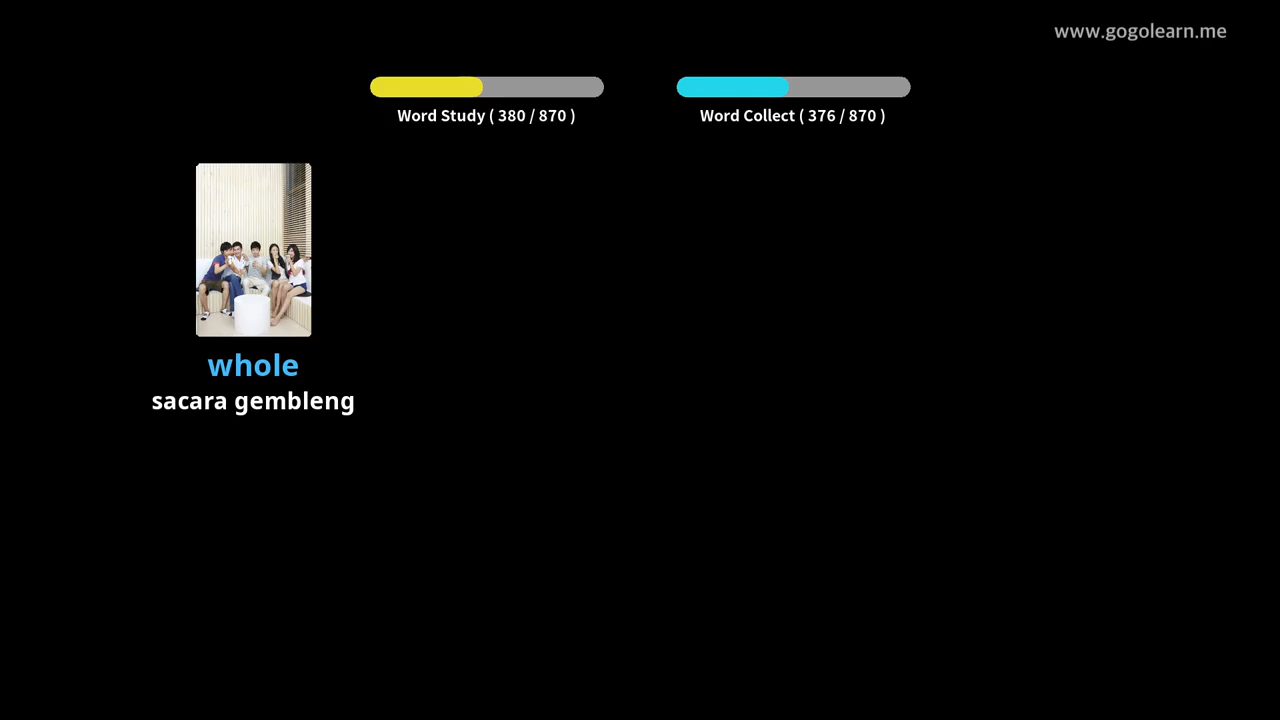 www.gogolearn.me
Word Study ( 380 / 870 )
Word Collect ( 376 / 870 )
whole
sacara gembleng